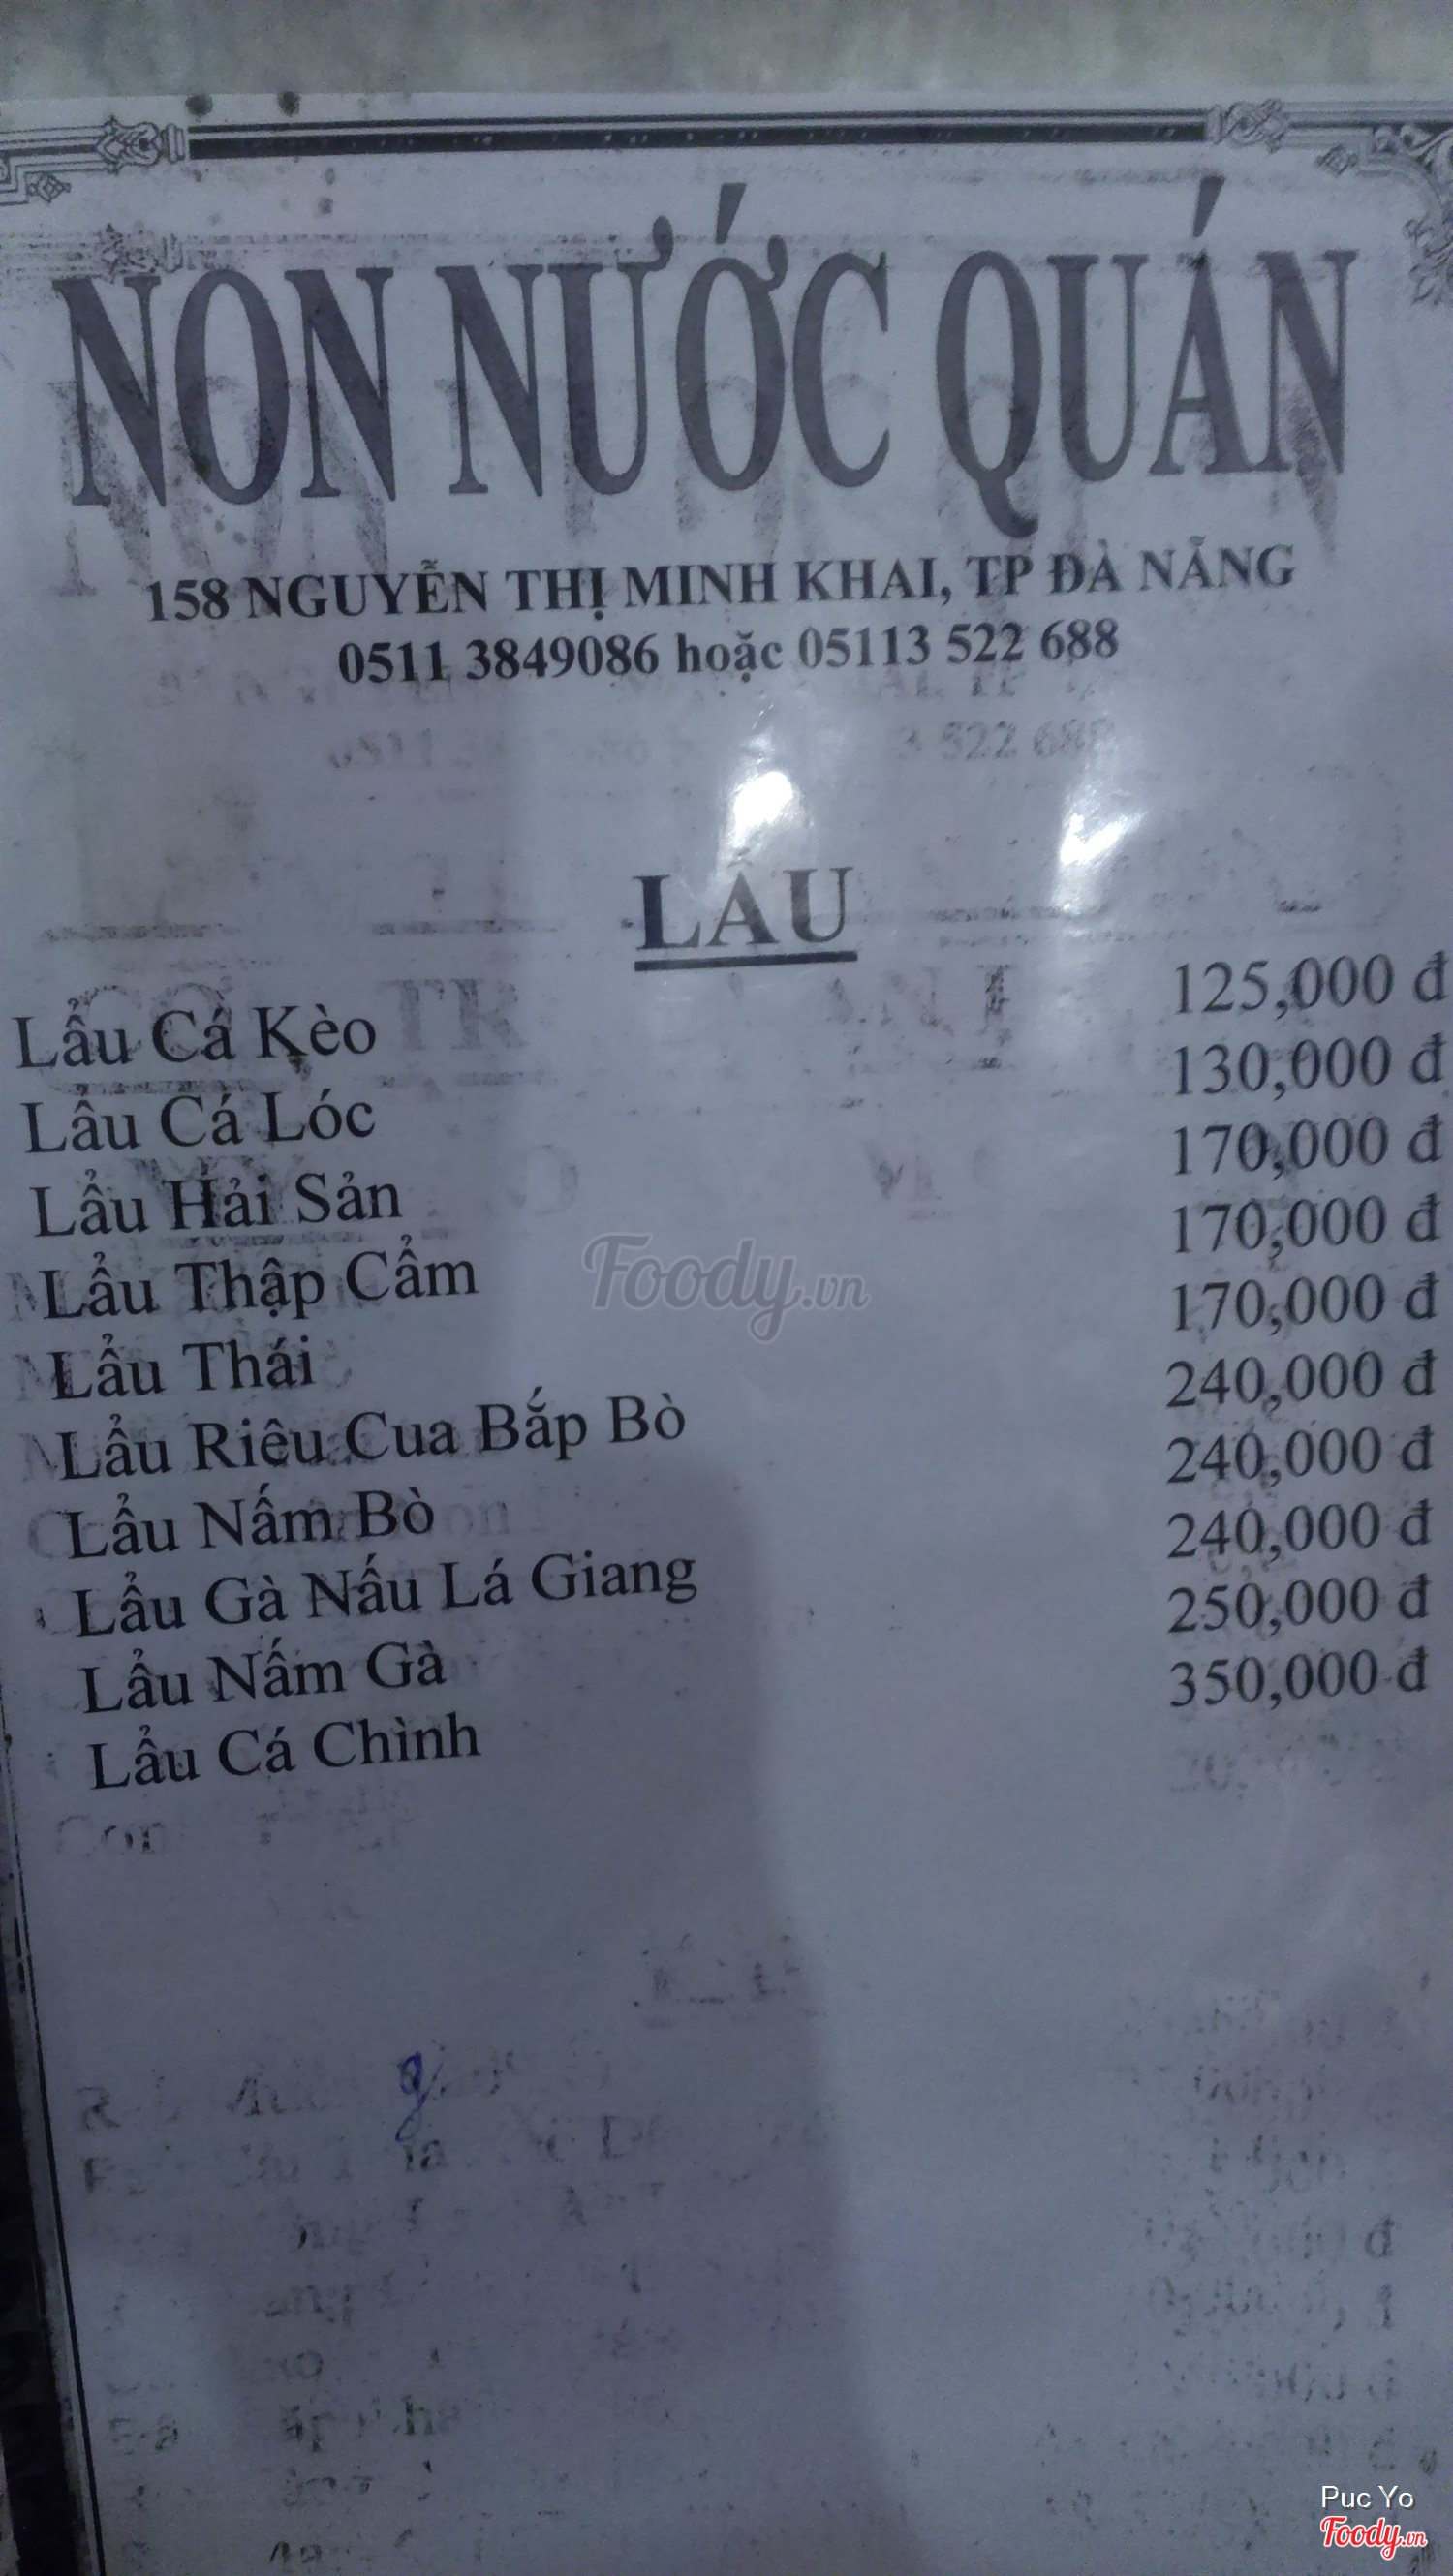 NON NƯỚC QUÁN
158 NGUYỄN THỊ MINH KHAI, TP ĐÀ NẴNG
0511 3849086 hoặc 05113 522 688
LẨU
Lẩu Cá Kèo 125,000 đ
Lẩu Cá Lóc 130,000 đ
Lẩu Hải Sản 170,000 đ
Lẩu Thập Cẩm 170,000 đ
Lẩu Thái 170,000 đ
Lẩu Riêu Cua Bắp Bò 240,000 đ
Lẩu Nấm Bò 240,000 đ
Lẩu Gà Nấu Lá Giang 240,000 đ
Lẩu Nấm Gà 250,000 đ
Lẩu Cá Chình 350,000 đ
Foody.vn
Puc Yo
Foody.vn